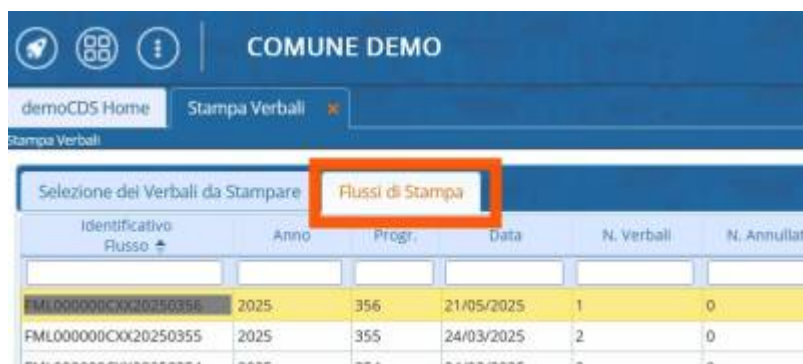 COMUNE DEMO
demoCDS Home Stampa Verbali
Stampa Verbali
Selezione dei Verbali da Stampare Flussi di Stampa
Identificativo Flusso Anno Progr. Data N. Verbali N. Annullat
FML000000CXX20250356 2025 356 21/05/2025 1 0
FML000000CXX20250355 2025 355 24/03/2025 2 0